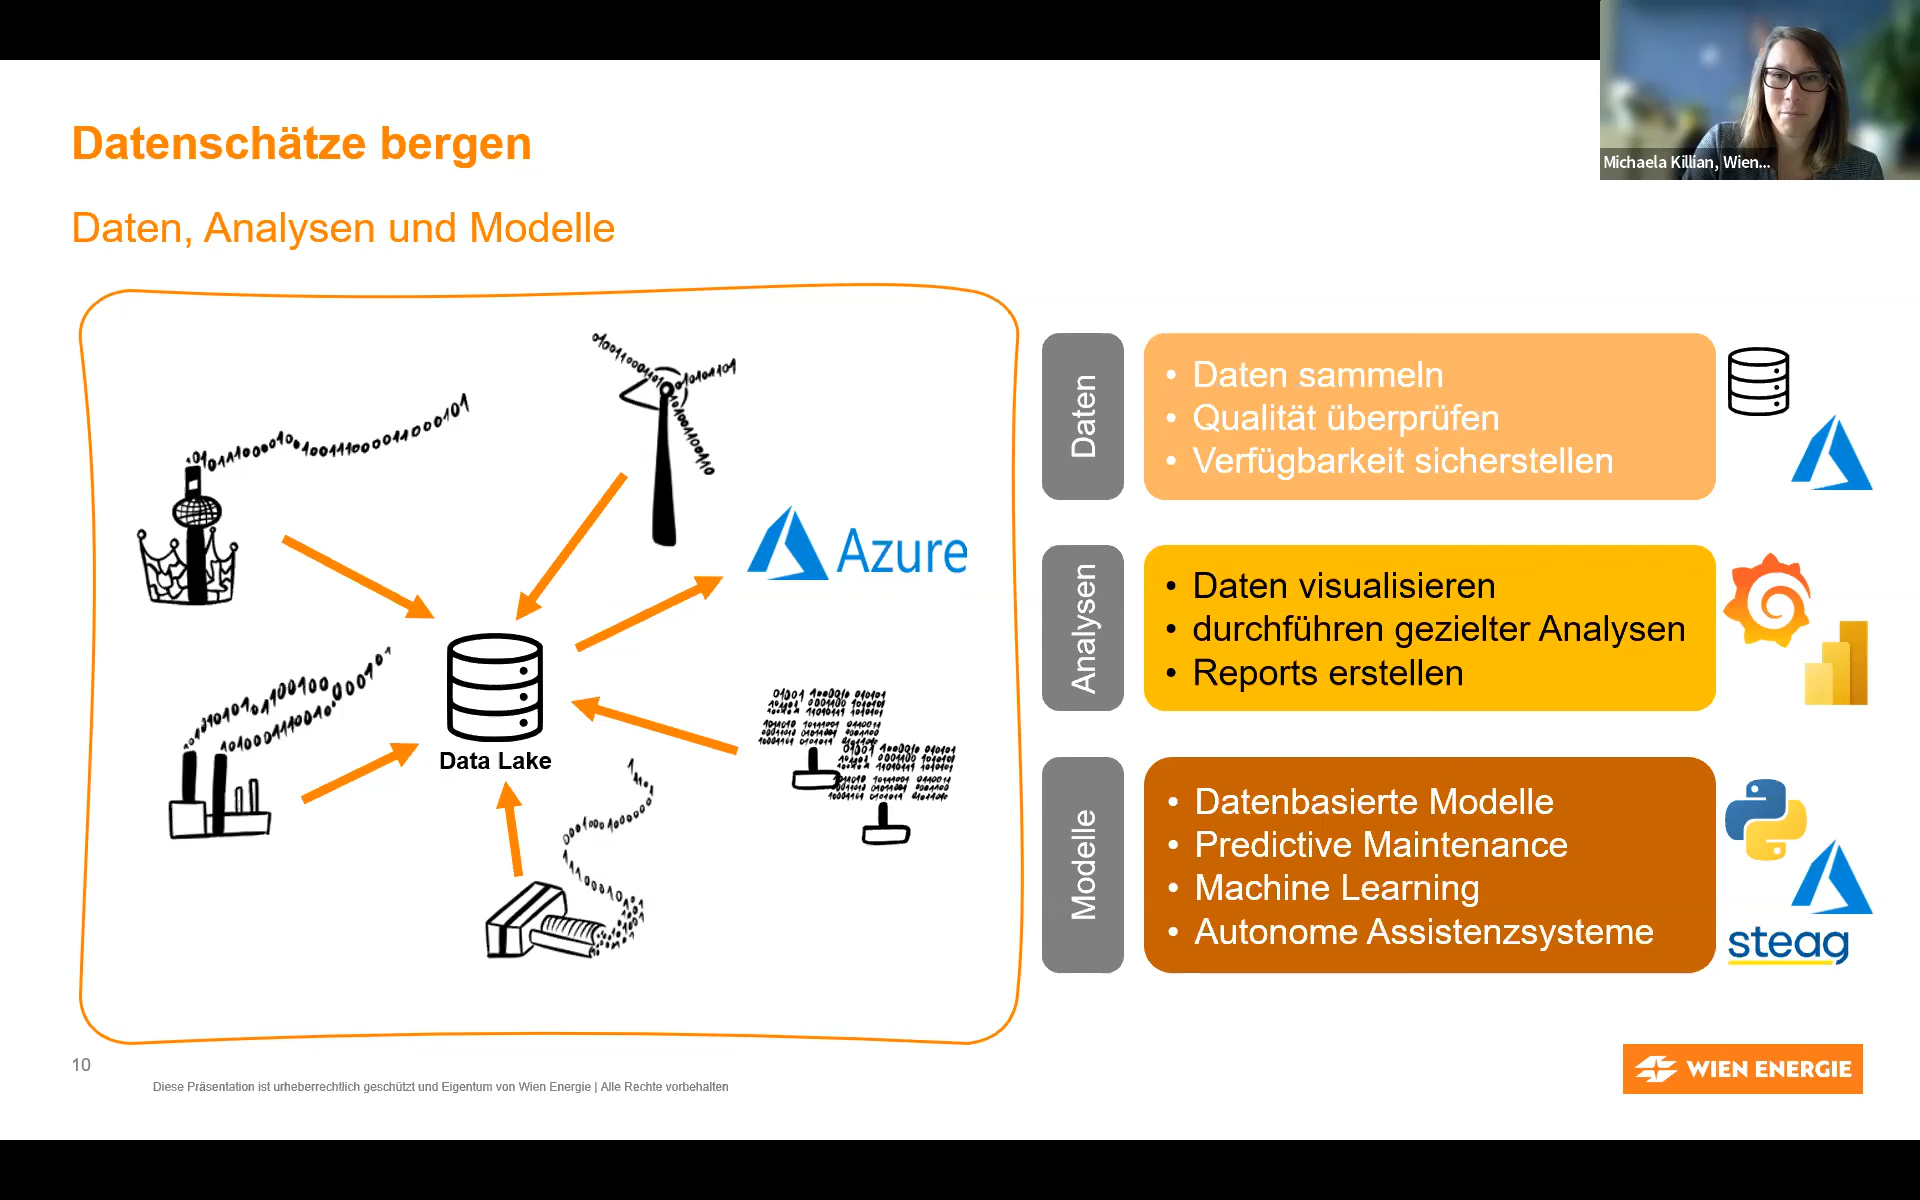 Michaela Killian, Wien...
Datenschätze bergen
Daten, Analysen und Modelle
Azure
Data Lake
Daten
• Daten sammeln
• Qualität überprüfen
• Verfügbarkeit sicherstellen
Analysen
• Daten visualisieren
• durchführen gezielter Analysen
• Reports erstellen
Modelle
• Datenbasierte Modelle
• Predictive Maintenance
• Machine Learning
• Autonome Assistenzsysteme
steag
10
Diese Präsentation ist urheberrechtlich geschützt und Eigentum von Wien Energie | Alle Rechte vorbehalten
WIEN ENERGIE